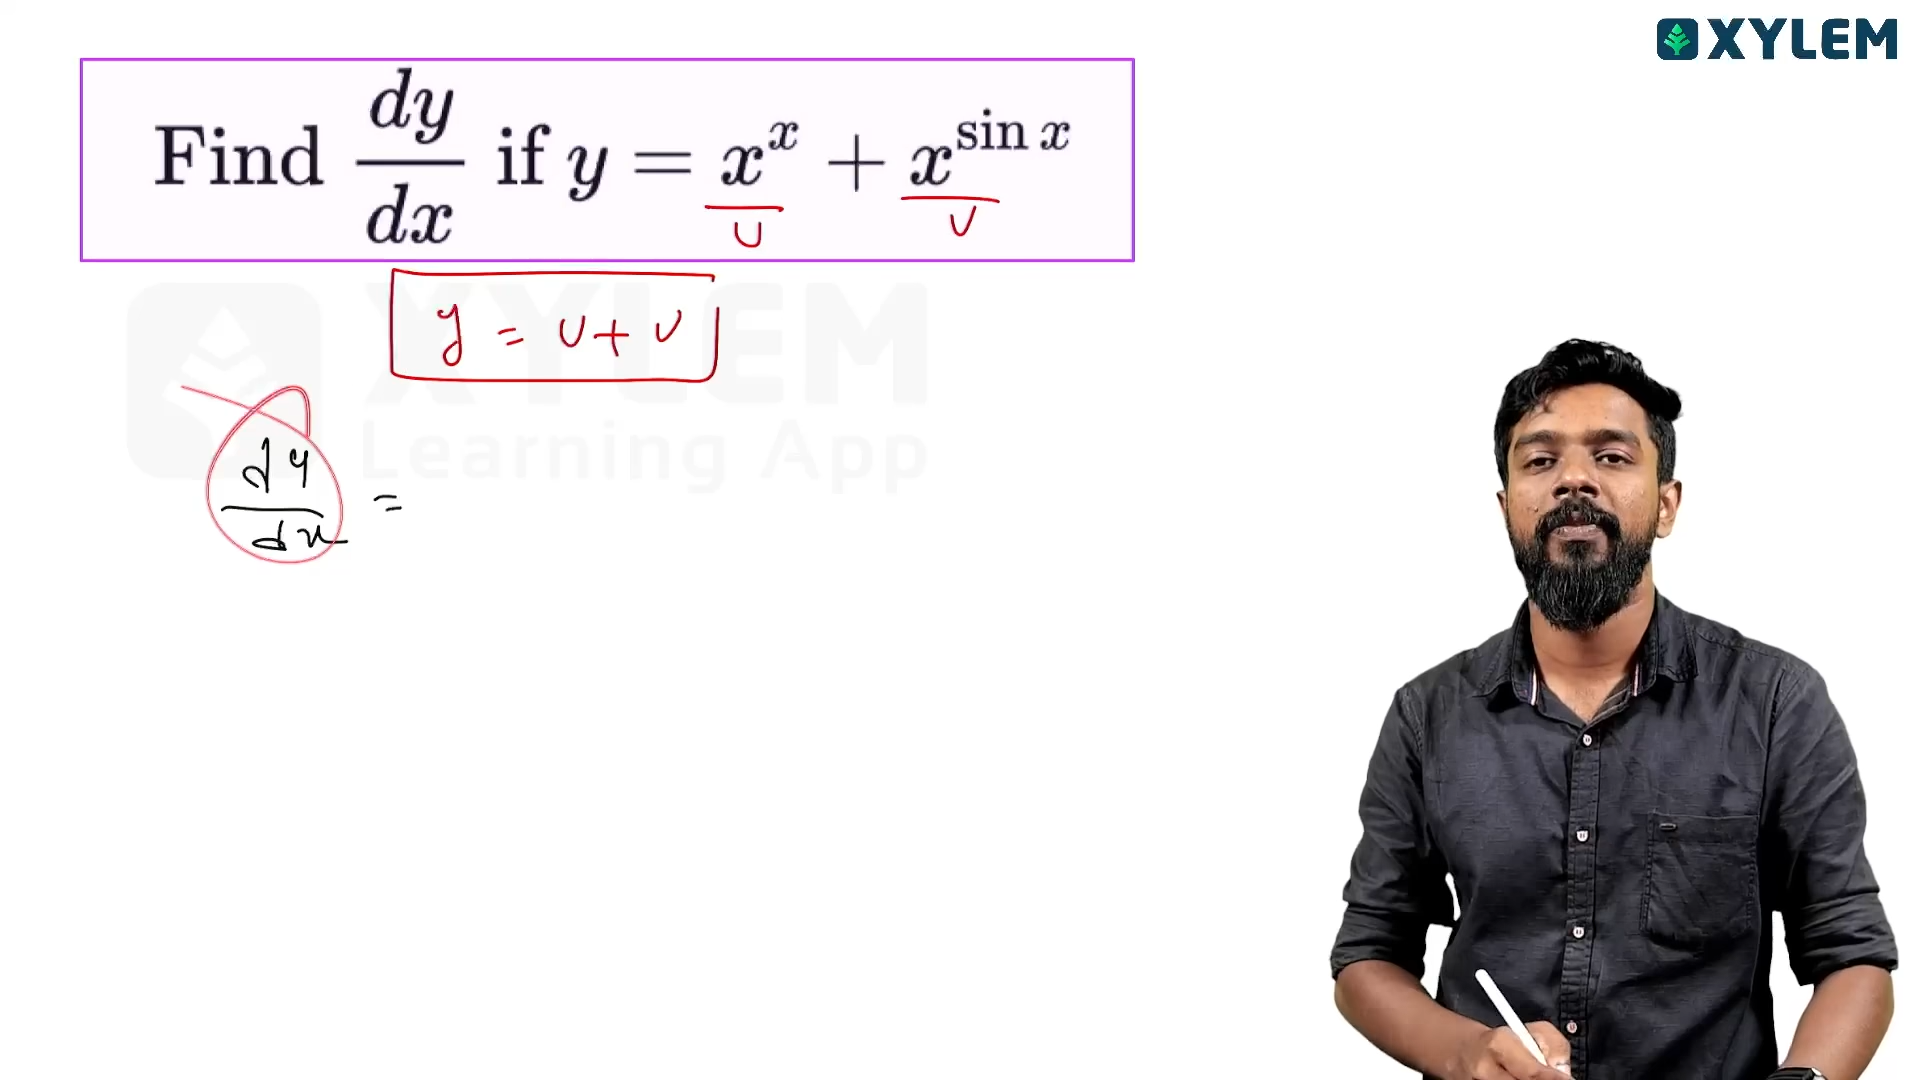 XYLEM
Find dy/dx if y = x^x + x^{sin x}
U V
y = U + V
XYLEM
Learning App
dy/dx =